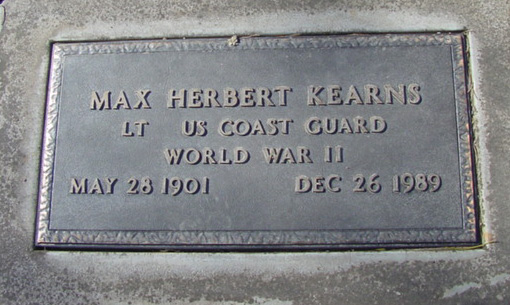 MAX HERBERT KEARNS
LT US COAST GUARD
WORLD WAR II
MAY 28 1901 DEC 26 1989